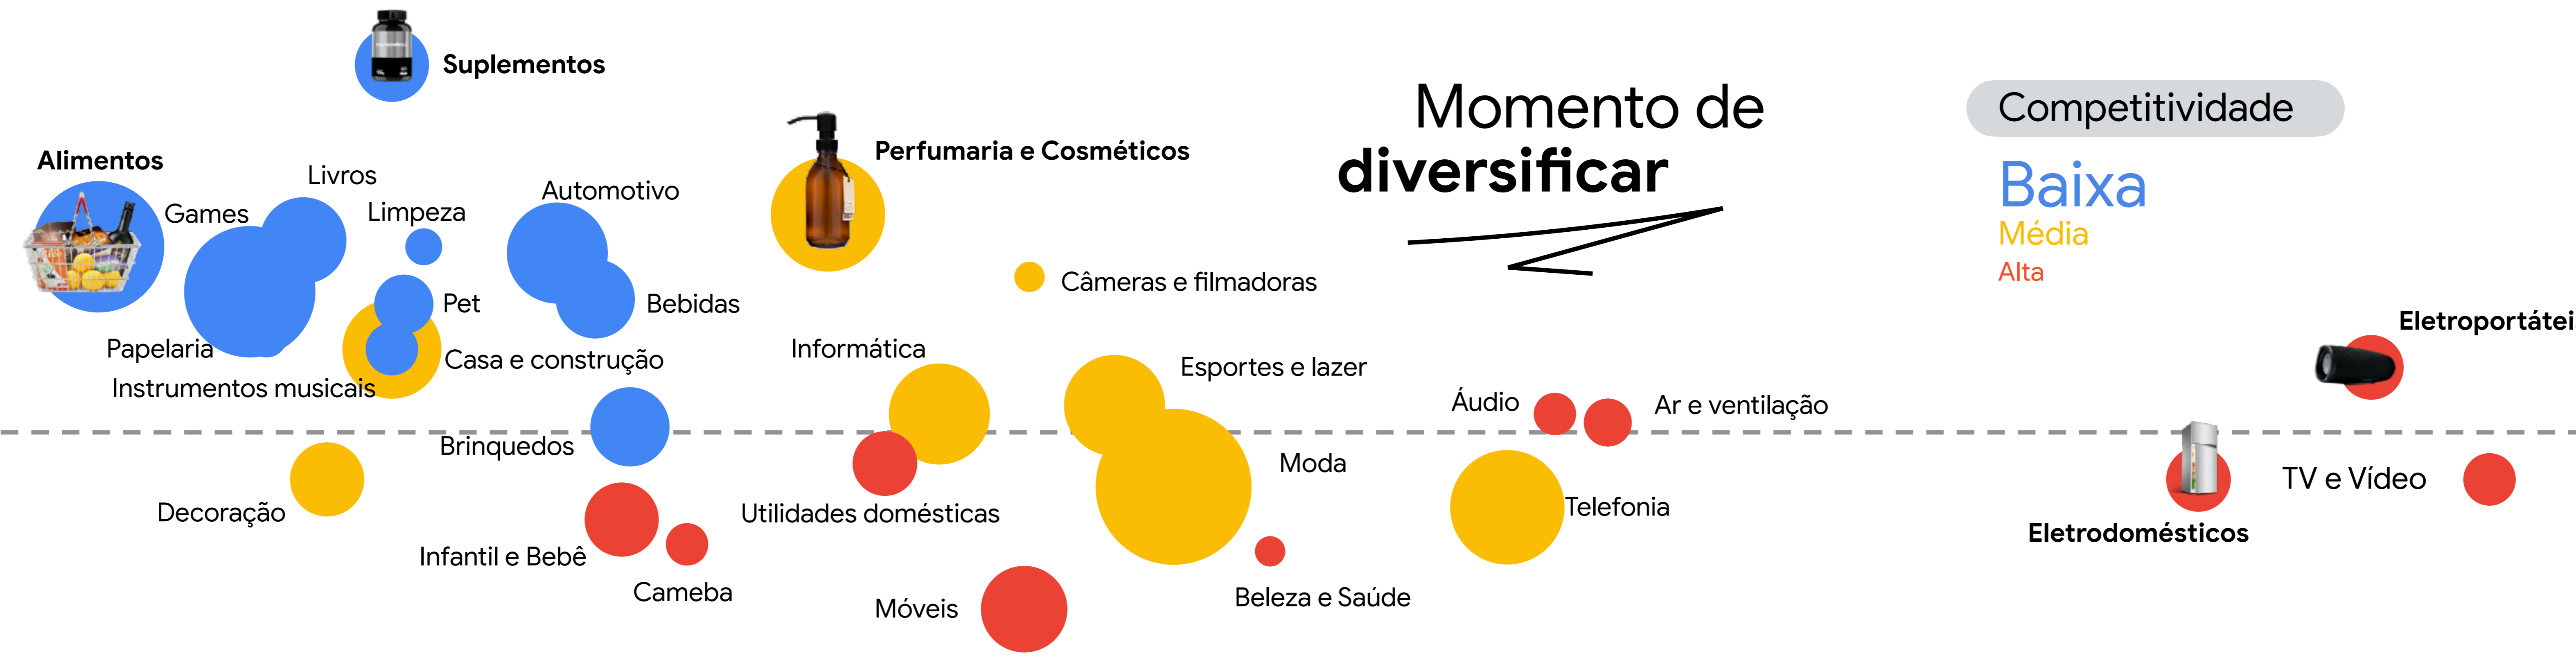 Suplementos
Momento de
diversificar
Competitividade
Baixa
Média
Alta
Perfumaria e Cosméticos
Alimentos
Livros
Automotivo
Games
Limpeza
Câmeras e filmadoras
Pet
Bebidas
Eletroportátei
Papelaria
Informática
Casa e construção
Esportes e lazer
Instrumentos musicais
Áudio
Ar e ventilação
Brinquedos
Moda
TV e Vídeo
Decoração
Utilidades domésticas
Telefonia
Eletrodomésticos
Infantil e Bebê
Cameba
Móveis
Beleza e Saúde